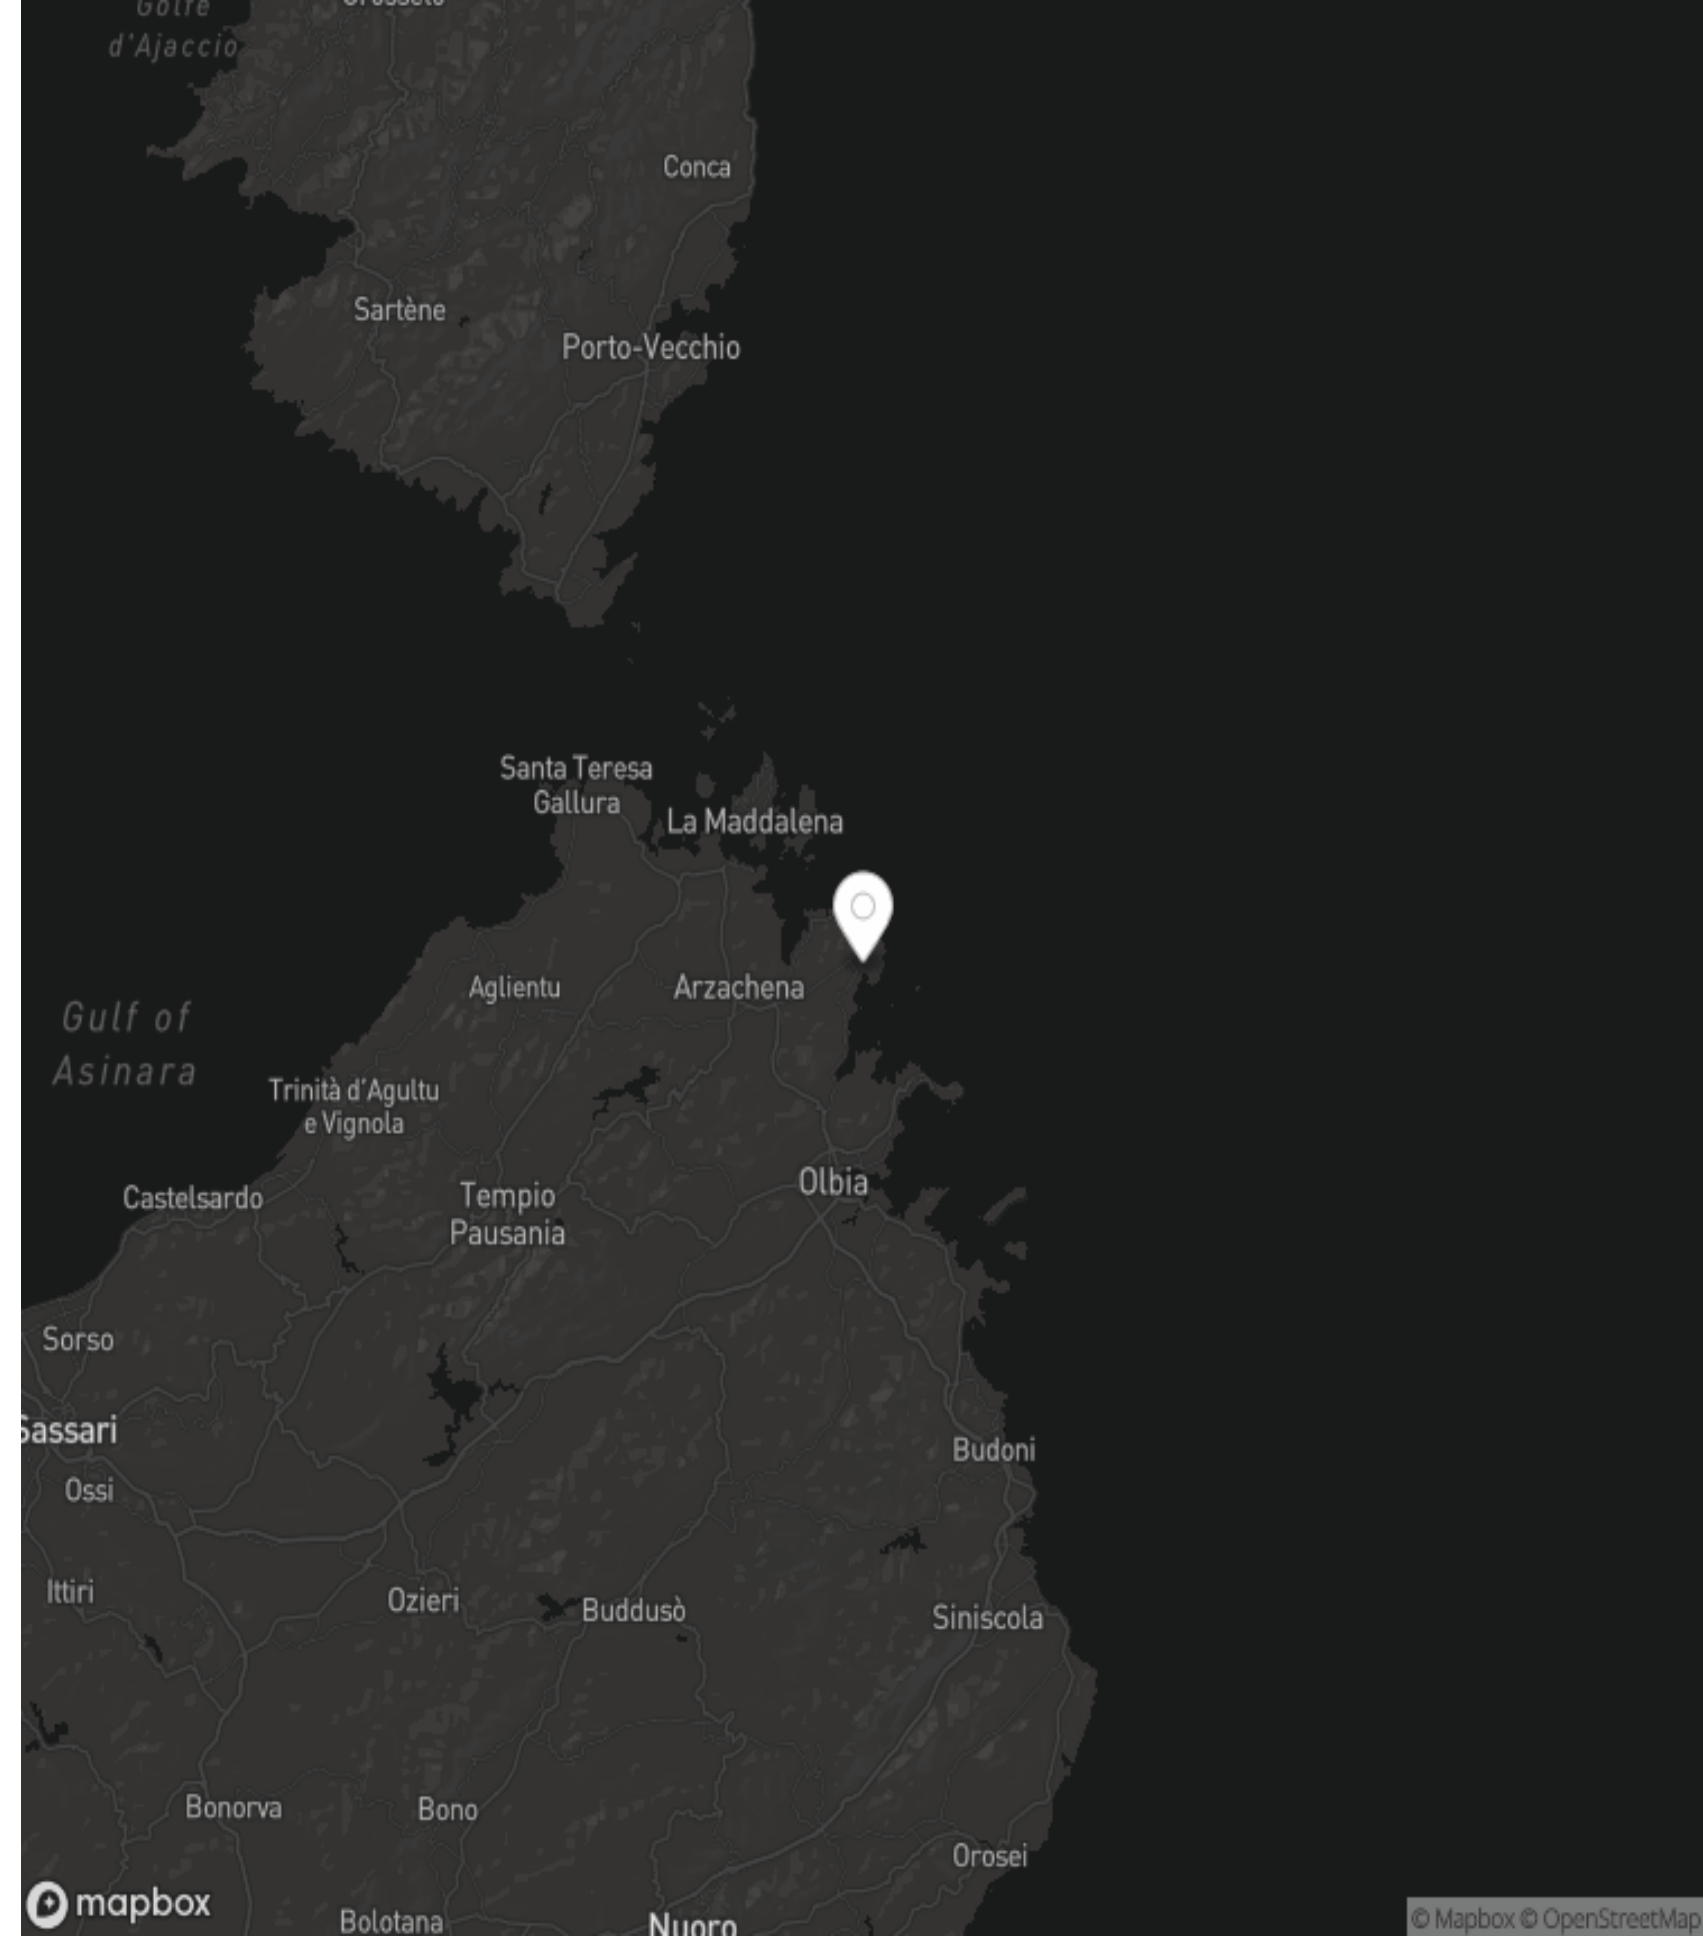 Golfe
d'Ajaccio
Conca
Sartène
Porto-Vecchio
Santa Teresa
Gallura
La Maddalena
Aglientu
Arzachena
Gulf of
Asinara
Trinità d'Agultu
e Vignola
Castelsardo
Tempio
Pausania
Olbia
Sorso
Sassari
Ossi
Budoni
Ittiri
Ozieri
Buddusò
Siniscola
Bonorva
Bono
Orosei
mapbox
Bolotana
Nuoro
© Mapbox © OpenStreetMap